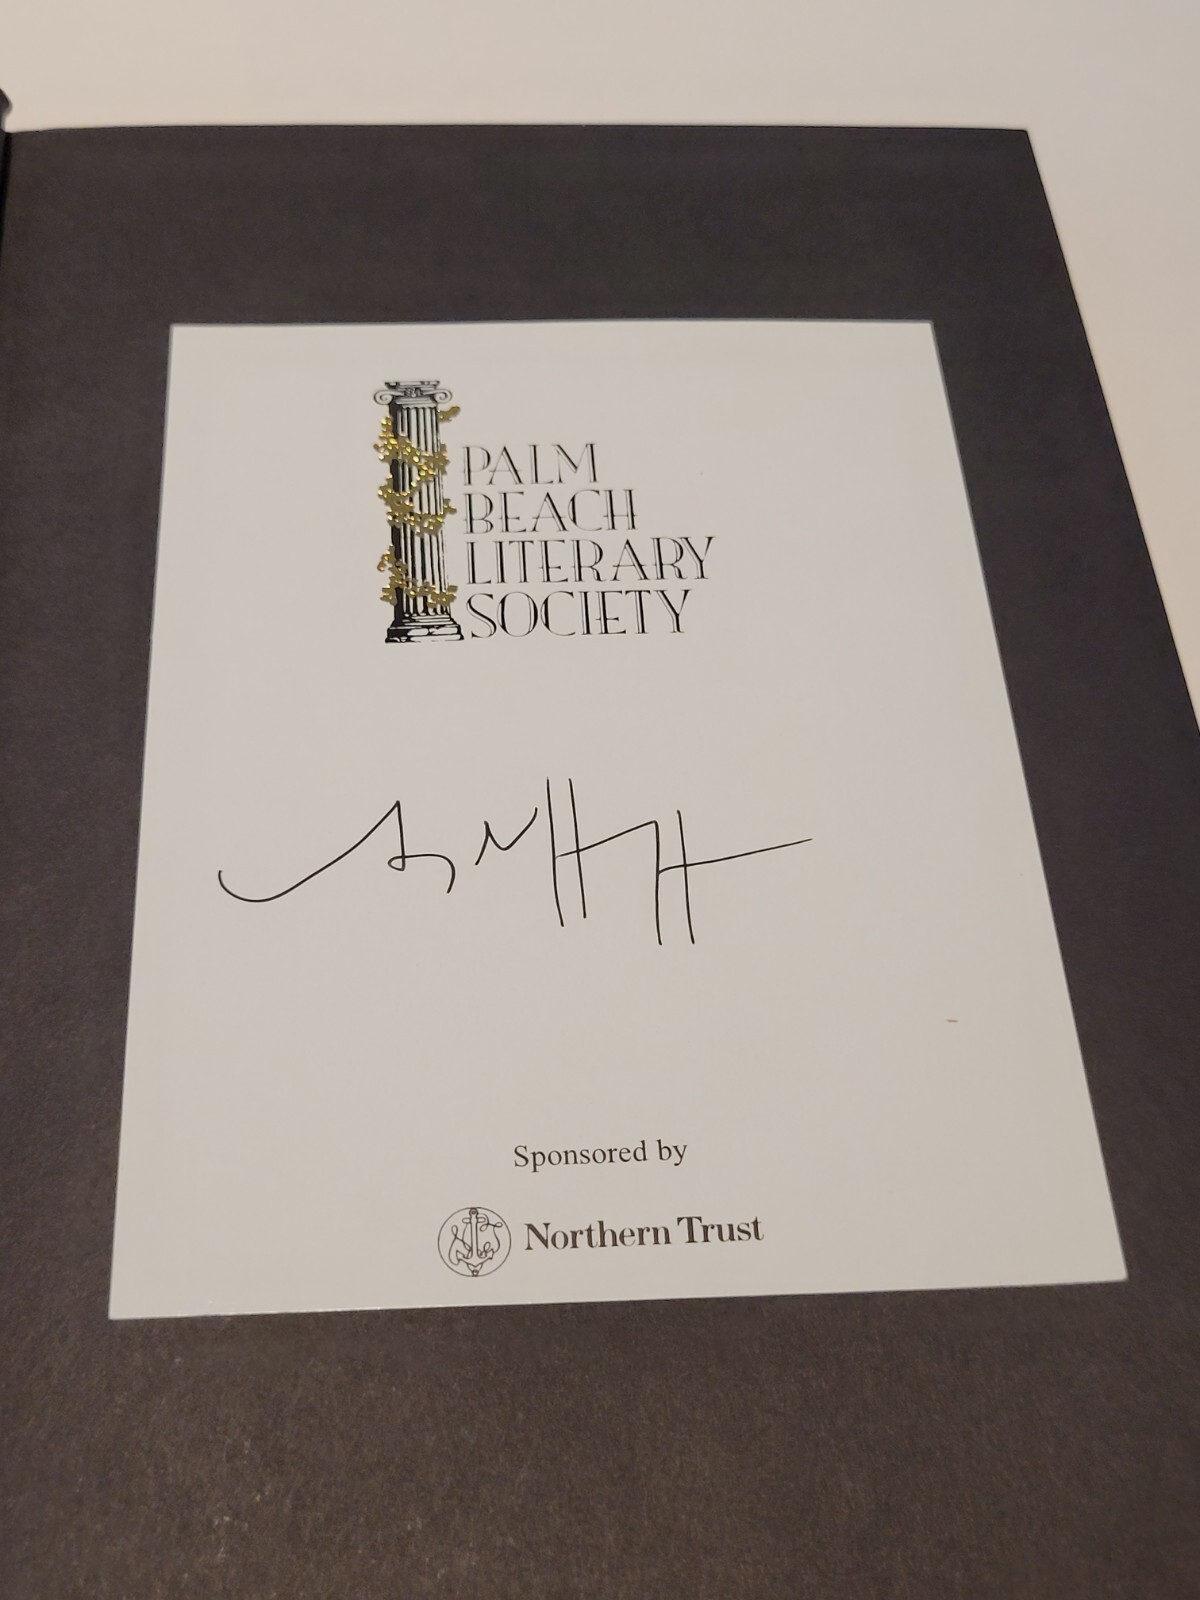 PALM
BEACH
LITERARY
SOCIETY
Sponsored by
Northern Trust